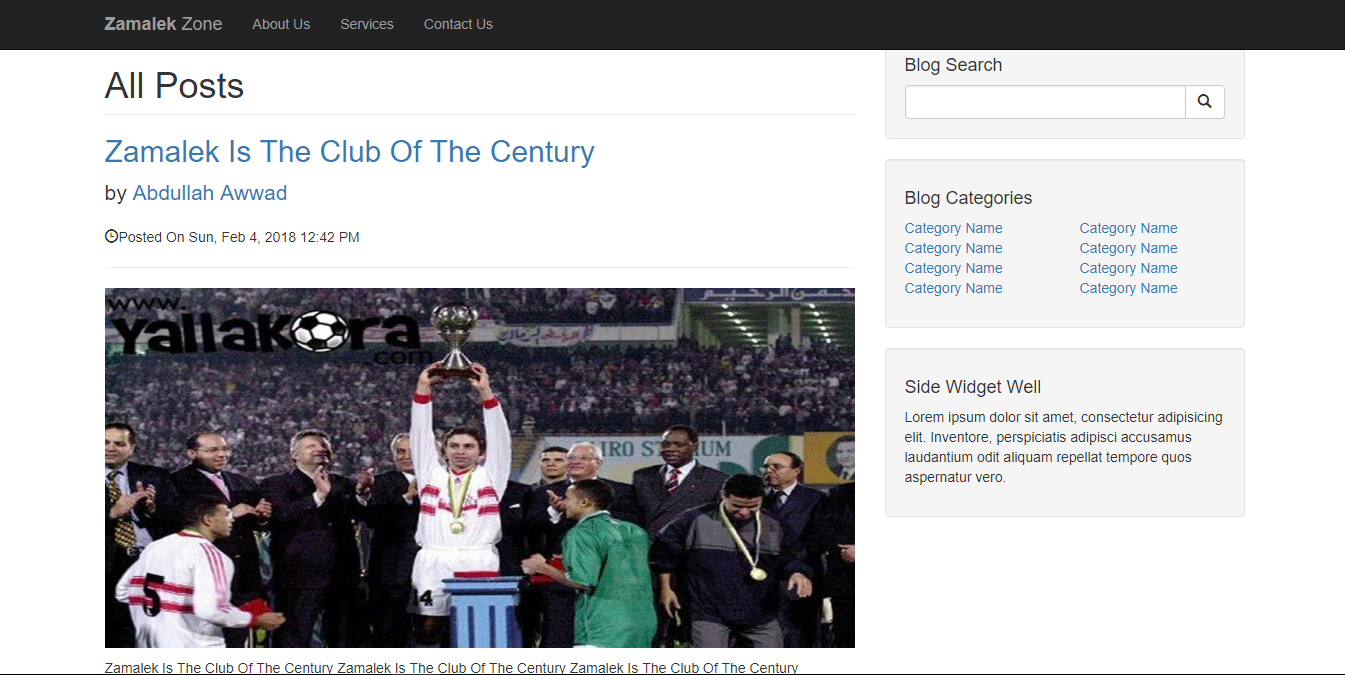 Zamalek Zone About Us Services Contact Us
All Posts
Zamalek Is The Club Of The Century
by Abdullah Awwad
Posted On Sun, Feb 4, 2018 12:42 PM
www.
Yallakora
.com
CAIRO STADIUM
5
4
Zamalek Is The Club Of The Century Zamalek Is The Club Of The Century Zamalek Is The Club Of The Century
Blog Search
Blog Categories
Category Name Category Name
Category Name Category Name
Category Name Category Name
Category Name Category Name
Side Widget Well
Lorem ipsum dolor sit amet, consectetur adipisicing
elit. Inventore, perspiciatis adipisci accusamus
laudantium odit aliquam repellat tempore quos
aspernatur vero.